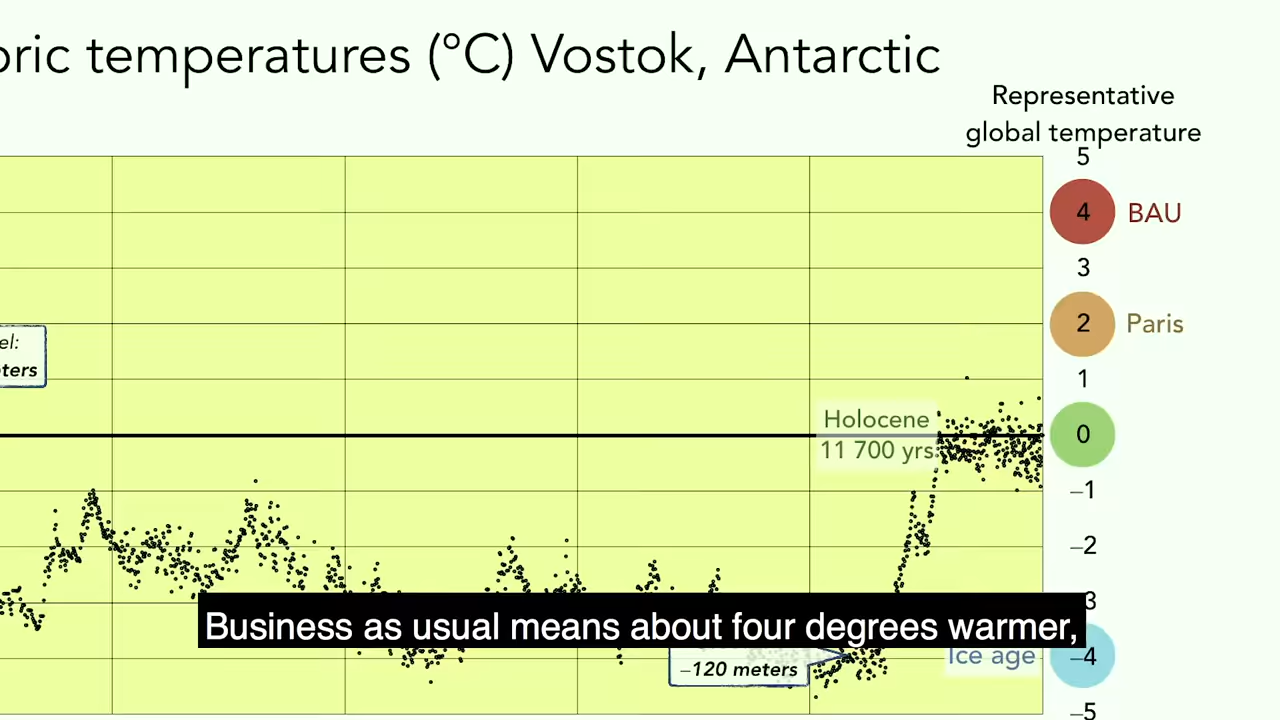 oric temperatures (°C) Vostok, Antarctic
Representative
global temperature
5
4 BAU
3
2 Paris
1
0
–1
–2
3
–4
–5
el:
ters
Holocene
11 700 yrs
Ice age
–120 meters
Business as usual means about four degrees warmer,